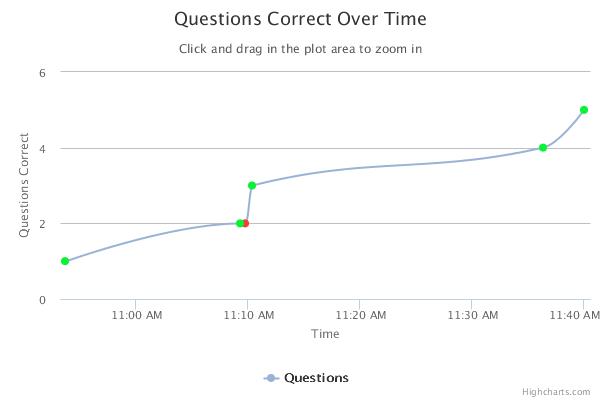 Questions Correct Over Time
Click and drag in the plot area to zoom in
Questions Correct
6
4
2
0
11:00 AM
11:10 AM
11:20 AM
11:30 AM
11:40 AM
Time
Questions
Highcharts.com